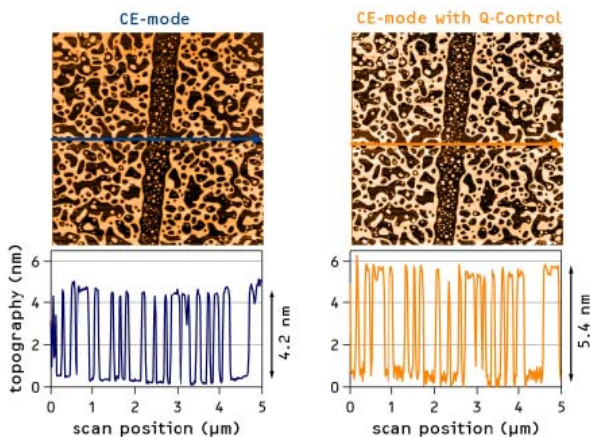 CE-mode
CE-mode with Q-Control
topography (nm)
6
4
2
0
4.2 nm
0 1 2 3 4 5
scan position (µm)
6
4
2
0
5.4 nm
0 1 2 3 4 5
scan position (µm)